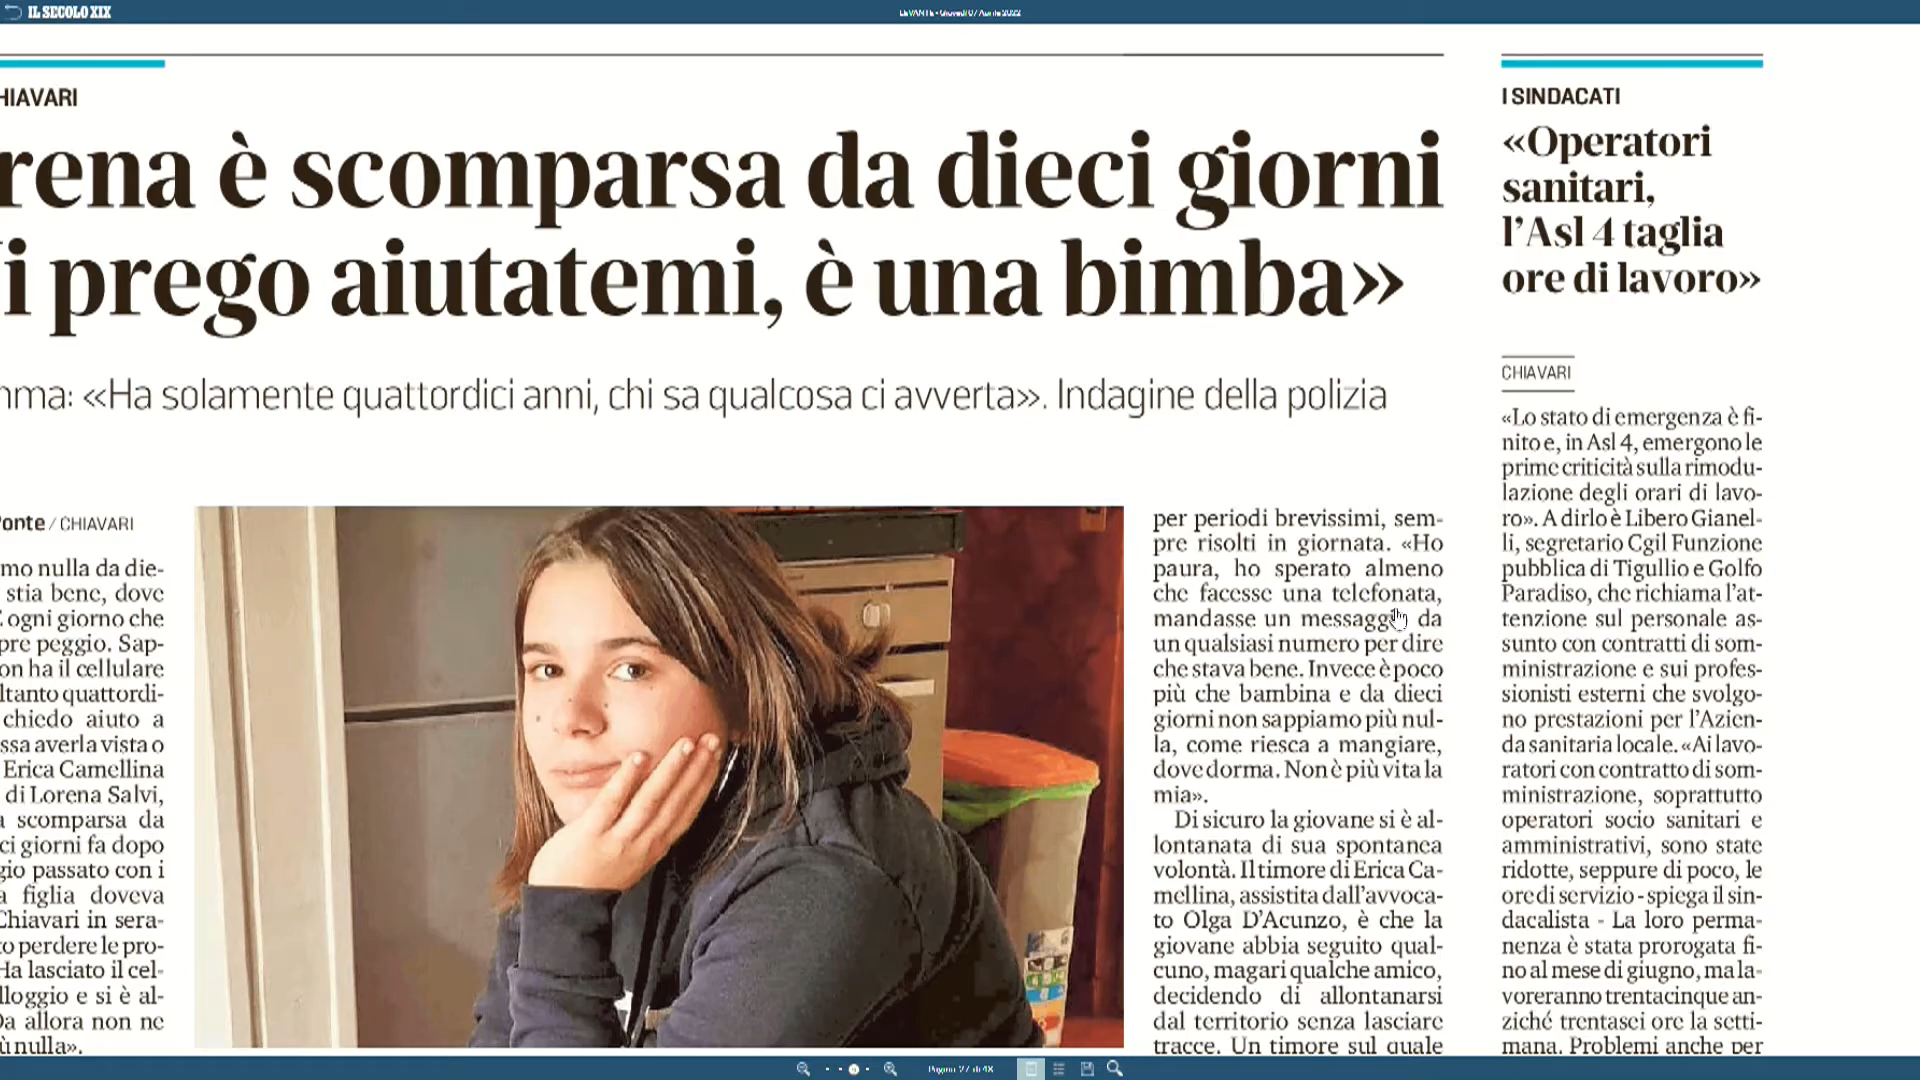 IL SECOLO XIX
LEVANTE - Giovedì 07 Aprile 2022
HIAVARI
rena è scomparsa da dieci giorni
i prego aiutatemi, è una bimba»
mma: «Ha solamente quattordici anni, chi sa qualcosa ci avverta». Indagine della polizia
Ponte / CHIAVARI
mo nulla da die-
stia bene, dove
ogni giorno che
pre peggio. Sap-
on ha il cellulare
ltanto quattordi-
chiedo aiuto a
ssa averla vista o
Erica Camellina
di Lorena Salvi,
a scomparsa da
ci giorni fa dopo
gio passato con i
a figlia doveva
Chiavari in sera-
to perdere le pro-
Ha lasciato il cel-
lloggio e si è al-
Da allora non ne
ù nulla».
per periodi brevissimi, sem-
pre risolti in giornata. «Ho
paura, ho sperato almeno
che facesse una telefonata,
mandasse un messaggio da
un qualsiasi numero per dire
che stava bene. Invece è poco
più che bambina e da dieci
giorni non sappiamo più nul-
la, come riesca a mangiare,
dove dorma. Non è più vita la
mia».
Di sicuro la giovane si è al-
lontanata di sua spontanea
volontà. Il timore di Erica Ca-
mellina, assistita dall'avvoca-
to Olga D'Acunzo, è che la
giovane abbia seguito qual-
cuno, magari qualche amico,
decidendo di allontanarsi
dal territorio senza lasciare
tracce. Un timore sul quale
I SINDACATI
«Operatori
sanitari,
l'Asl 4 taglia
ore di lavoro»
CHIAVARI
«Lo stato di emergenza è fi-
nito e, in Asl 4, emergono le
prime criticità sulla rimodu-
lazione degli orari di lavo-
ro». A dirlo è Libero Gianel-
li, segretario Cgil Funzione
pubblica di Tigullio e Golfo
Paradiso, che richiama l'at-
tenzione sul personale as-
sunto con contratti di som-
ministrazione e sui profes-
sionisti esterni che svolgo-
no prestazioni per l'Azien-
da sanitaria locale. «Ai lavo-
ratori con contratto di som-
ministrazione, soprattutto
operatori socio sanitari e
amministrativi, sono state
ridotte, seppure di poco, le
ore di servizio - spiega il sin-
dacalista - La loro perma-
nenza è stata prorogata fi-
no al mese di giugno, ma la-
voreranno trentacinque an-
ziché trentasei ore la setti-
mana. Problemi anche per
Pagina 27 di 48